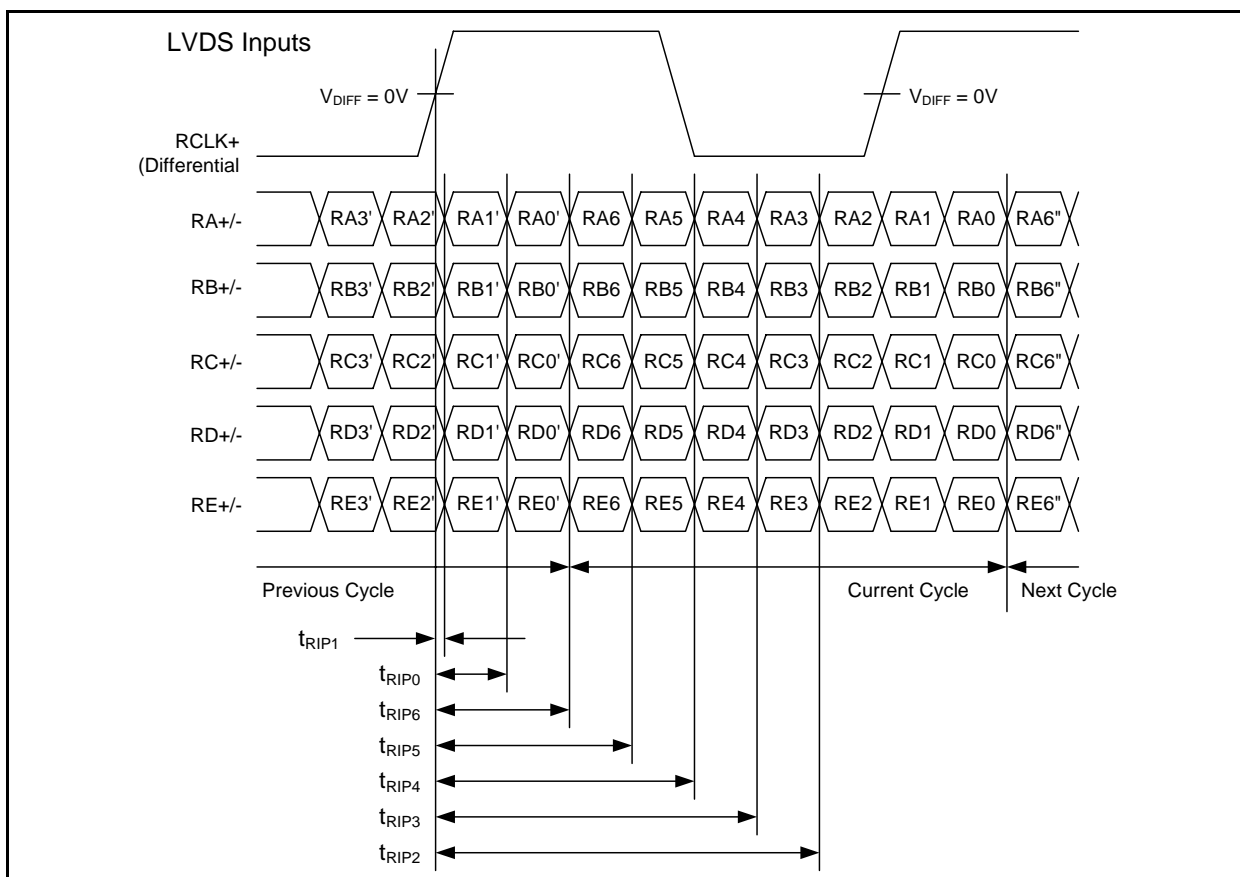 LVDS Inputs
VDIFF = 0V VDIFF = 0V
RCLK+
(Differential
RA+/- RA3' RA2' RA1' RA0' RA6 RA5 RA4 RA3 RA2 RA1 RA0 RA6"
RB+/- RB3' RB2' RB1' RB0' RB6 RB5 RB4 RB3 RB2 RB1 RB0 RB6"
RC+/- RC3' RC2' RC1' RC0' RC6 RC5 RC4 RC3 RC2 RC1 RC0 RC6"
RD+/- RD3' RD2' RD1' RD0' RD6 RD5 RD4 RD3 RD2 RD1 RD0 RD6"
RE+/- RE3' RE2' RE1' RE0' RE6 RE5 RE4 RE3 RE2 RE1 RE0 RE6"
Previous Cycle Current Cycle Next Cycle
tRIP1
tRIP0
tRIP6
tRIP5
tRIP4
tRIP3
tRIP2